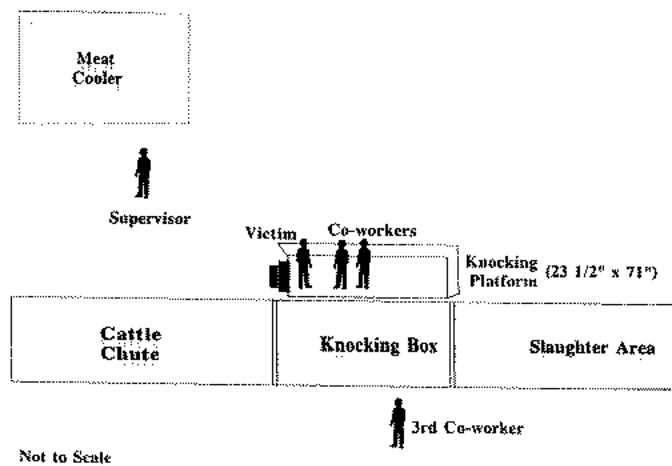 Meat
Cooler
Supervisor
Victim
Co-workers
Knocking
Platform
(23 1/2" x 71")
Cattle
Chute
Knocking Box
Slaughter Area
3rd Co-worker
Not to Scale